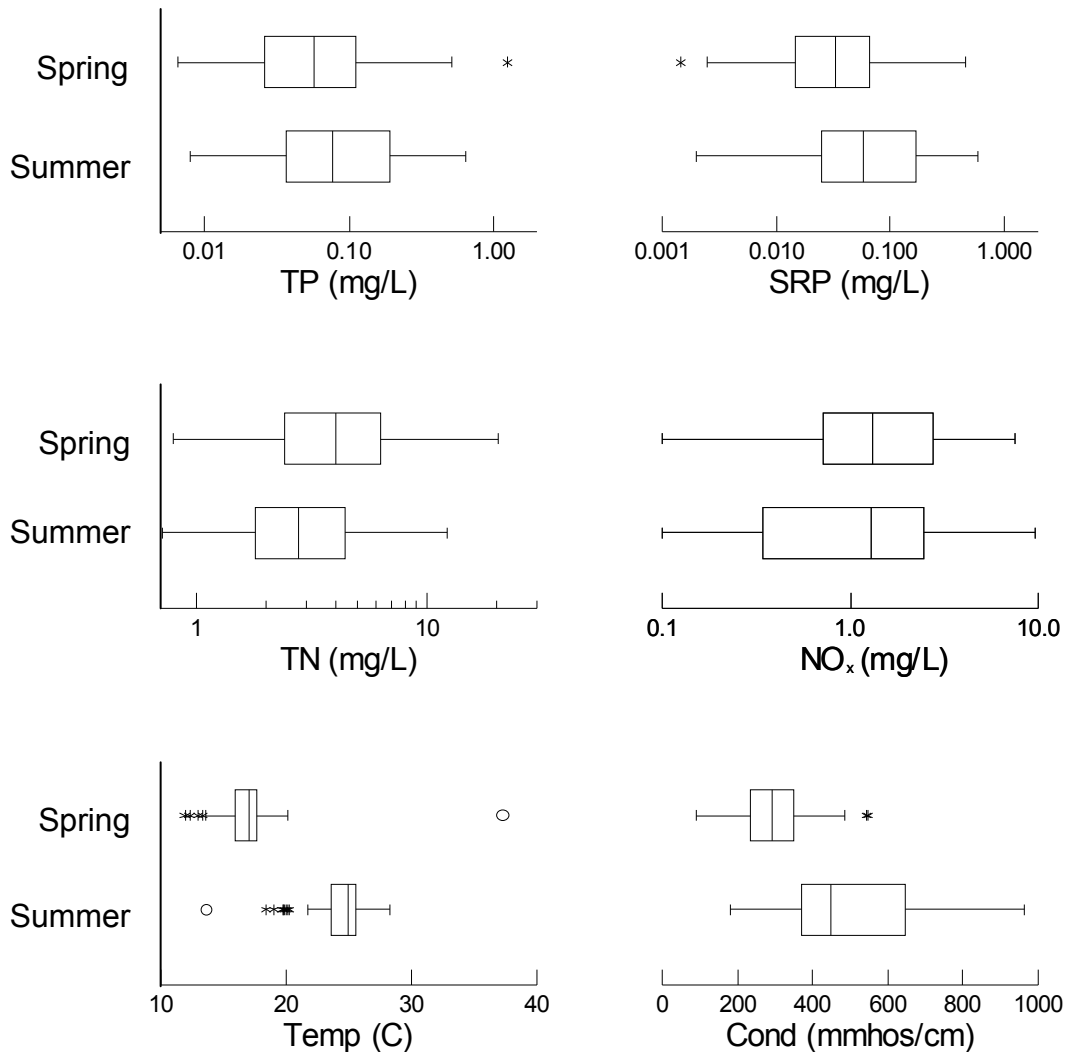 Spring
Summer
0.01 0.10 1.00
TP (mg/L)
0.001 0.010 0.100 1.000
SRP (mg/L)
Spring
Summer
1 10
TN (mg/L)
0.1 1.0 10.0
NOₓ (mg/L)
Spring
Summer
10 20 30 40
Temp (C)
0 200 400 600 800 1000
Cond (mmhos/cm)